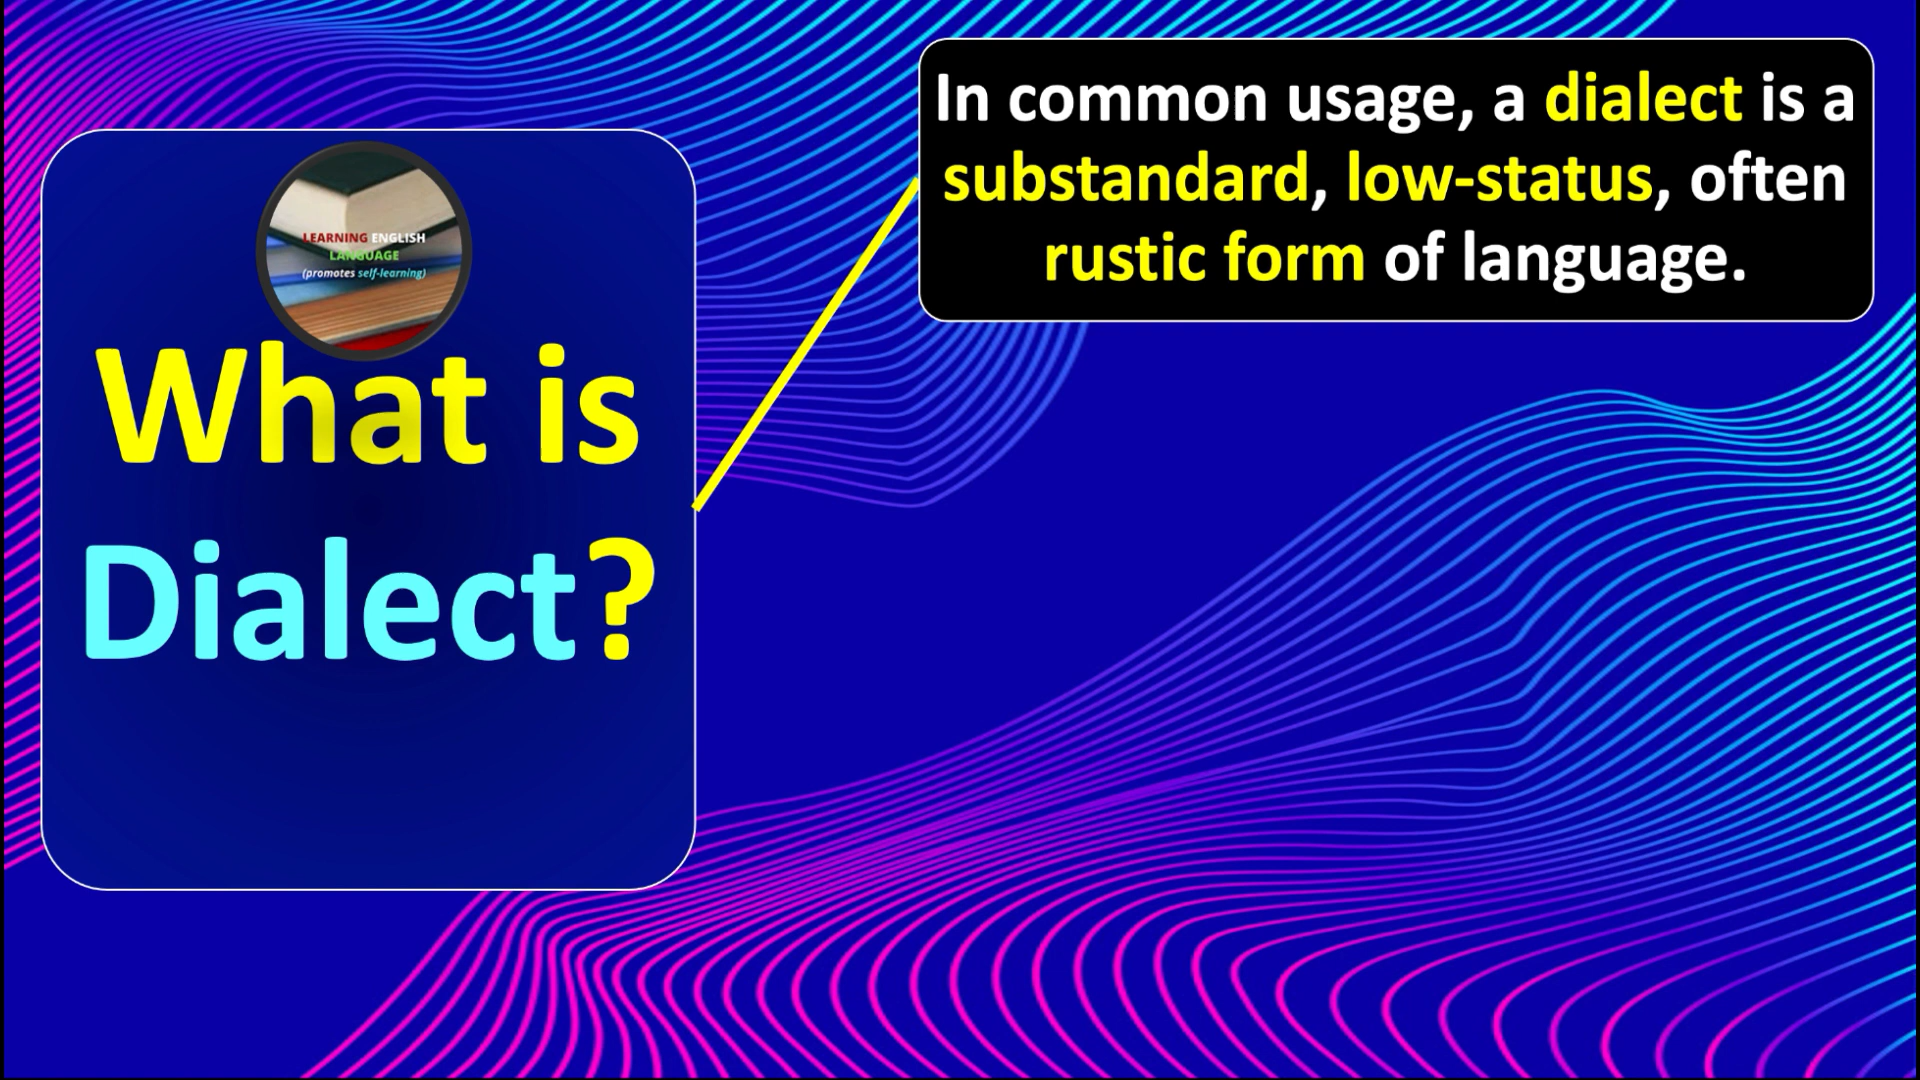 LEARNING ENGLISH
LANGUAGE
(promotes self-learning)
What is
Dialect?
In common usage, a dialect is a
substandard, low-status, often
rustic form of language.